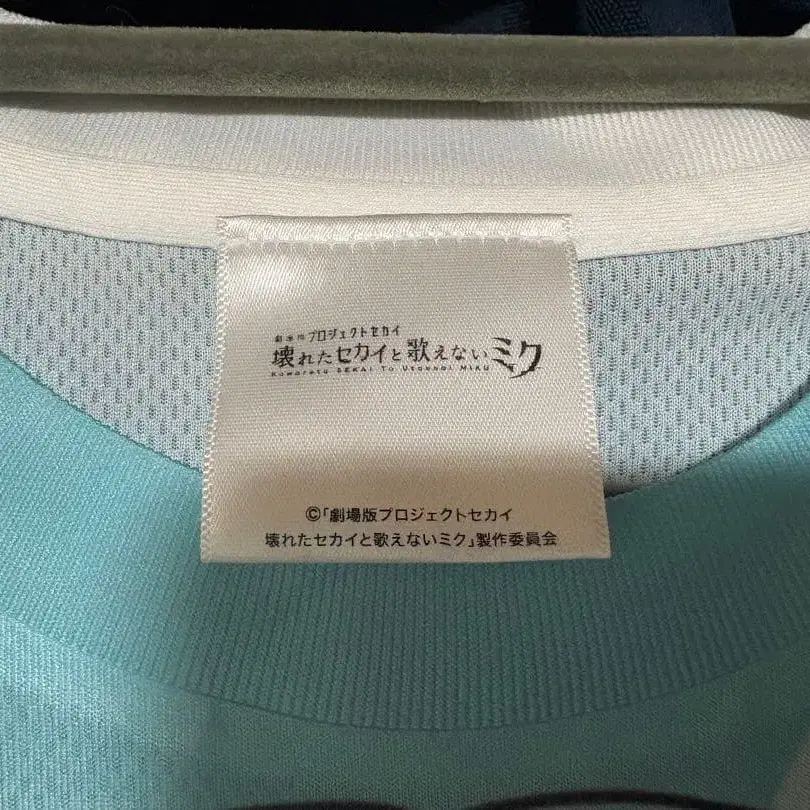 劇場版プロジェクトセカイ
壊れたセカイと歌えないミク
Kowareta SEKAI To Utaenai MIKU
©「劇場版プロジェクトセカイ
壊れたセカイと歌えないミク」製作委員会